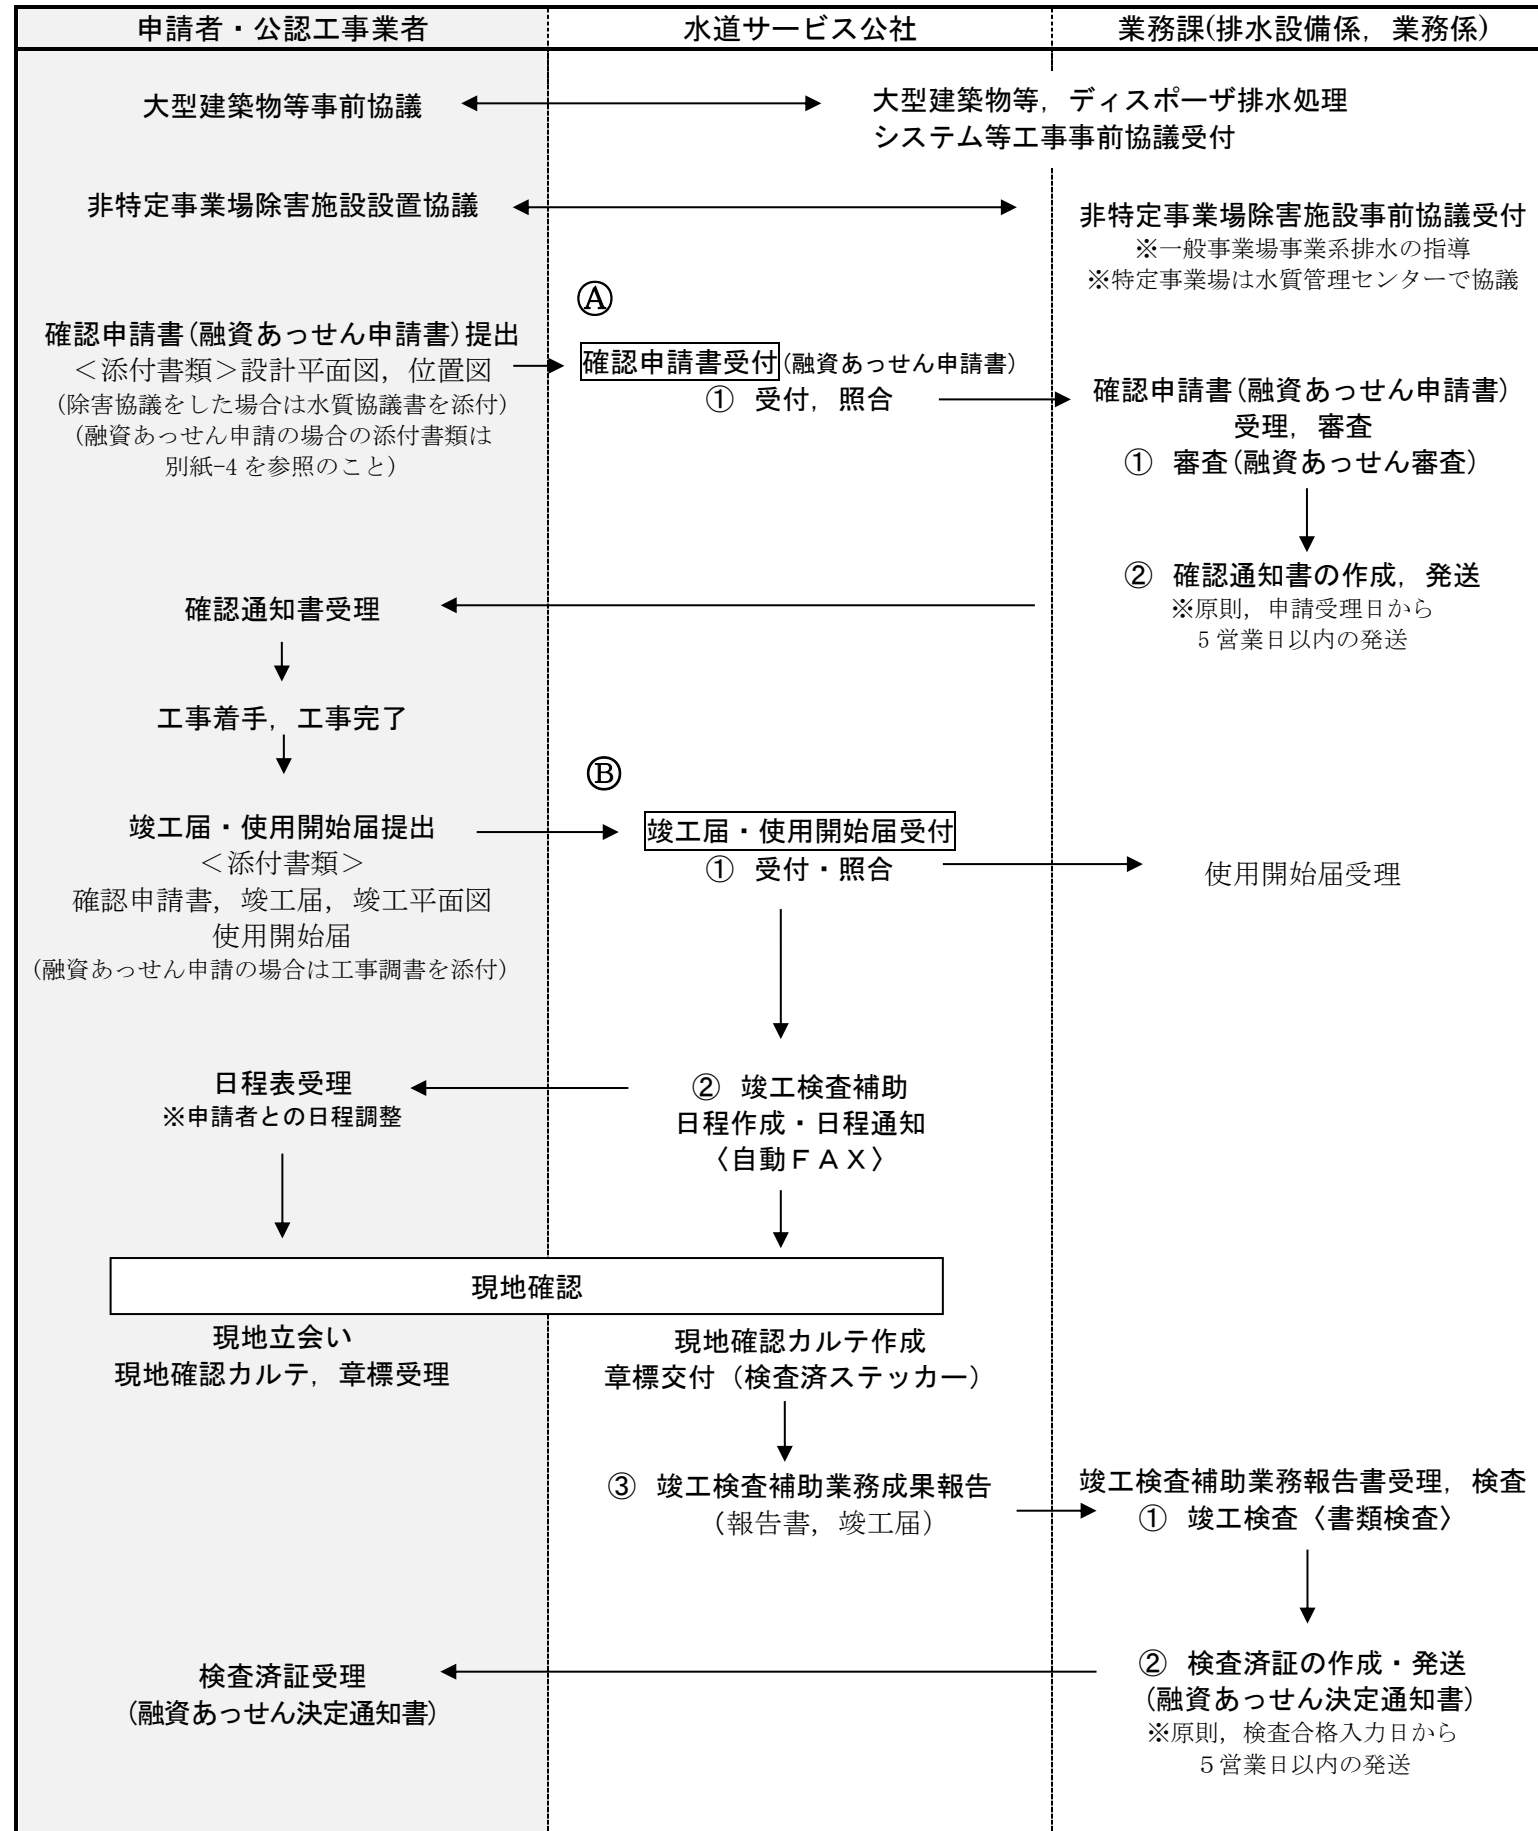 申請者・公認工事業者
水道サービス公社
業務課(排水設備係，業務係)
大型建築物等事前協議
大型建築物等，ディスポーザ排水処理
システム等工事事前協議受付
非特定事業場除害施設設置協議
非特定事業場除害施設事前協議受付
※一般事業場事業系排水の指導
※特定事業場は水質管理センターで協議
Ⓐ
確認申請書(融資あっせん申請書)提出
＜添付書類＞設計平面図，位置図
(除害協議をした場合は水質協議書を添付)
(融資あっせん申請の場合の添付書類は
別紙-4を参照のこと)
確認申請書受付(融資あっせん申請書)
① 受付，照合
確認申請書(融資あっせん申請書)
受理，審査
① 審査(融資あっせん審査)
② 確認通知書の作成，発送
※原則，申請受理日から
5営業日以内の発送
確認通知書受理
工事着手，工事完了
Ⓑ
竣工届・使用開始届提出
＜添付書類＞
確認申請書，竣工届，竣工平面図
使用開始届
(融資あっせん申請の場合は工事調書を添付)
竣工届・使用開始届受付
① 受付・照合
使用開始届受理
日程表受理
※申請者との日程調整
② 竣工検査補助
日程作成・日程通知
〈自動ＦＡＸ〉
現地確認
現地立会い
現地確認カルテ，章標受理
現地確認カルテ作成
章標交付（検査済ステッカー）
③ 竣工検査補助業務成果報告
（報告書，竣工届）
竣工検査補助業務報告書受理，検査
① 竣工検査〈書類検査〉
② 検査済証の作成・発送
(融資あっせん決定通知書)
※原則，検査合格入力日から
５営業日以内の発送
検査済証受理
(融資あっせん決定通知書)